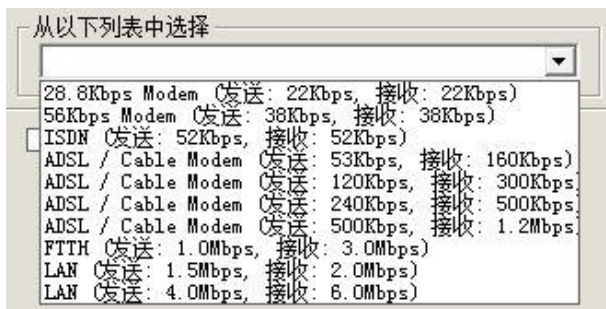 从以下列表中选择
28.8Kbps Modem (发送: 22Kbps, 接收: 22Kbps)
56Kbps Modem (发送: 38Kbps, 接收: 38Kbps)
ISDN (发送: 52Kbps, 接收: 52Kbps)
ADSL / Cable Modem (发送: 53Kbps, 接收: 160Kbps)
ADSL / Cable Modem (发送: 120Kbps, 接收: 300Kbps
ADSL / Cable Modem (发送: 240Kbps, 接收: 500Kbps
ADSL / Cable Modem (发送: 500Kbps, 接收: 1.2Mbps
FTTH (发送: 1.0Mbps, 接收: 3.0Mbps)
LAN (发送: 1.5Mbps, 接收: 2.0Mbps)
LAN (发送: 4.0Mbps, 接收: 6.0Mbps)